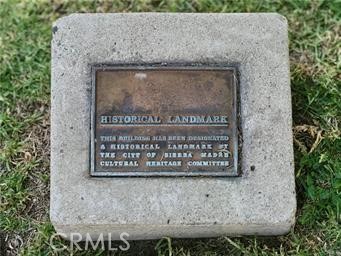 HISTORICAL LANDMARK
THIS BUILDING HAS BEEN DESIGNATED
A HISTORICAL LANDMARK BY
THE CITY OF SIERRA MADRE
CULTURAL HERITAGE COMMITTEE
CRMLS